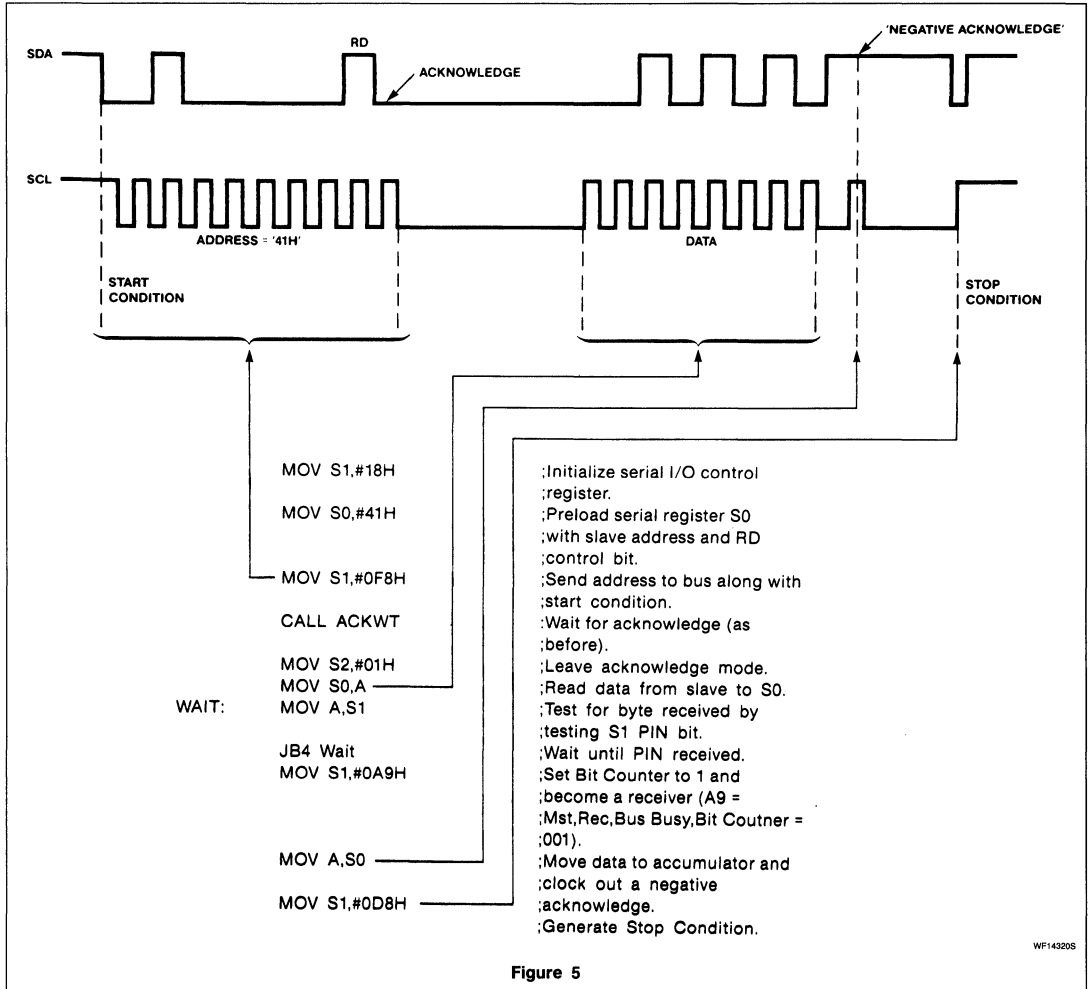 'NEGATIVE ACKNOWLEDGE'
RD
SDA
ACKNOWLEDGE
SCL
ADDRESS = '41H'
DATA
START
CONDITION
STOP
CONDITION
MOV S1,#18H ;Initialize serial I/O control
;register.
MOV S0,#41H ;Preload serial register S0
;with slave address and RD
;control bit.
MOV S1,#0F8H ;Send address to bus along with
;start condition.
CALL ACKWT :Wait for acknowledge (as
;before).
MOV S2,#01H ;Leave acknowledge mode.
MOV S0,A ;Read data from slave to S0.
WAIT: MOV A,S1 ;Test for byte received by
;testing S1 PIN bit.
JB4 Wait ;Wait until PIN received.
MOV S1,#0A9H ;Set Bit Counter to 1 and
;become a receiver (A9 =
;Mst,Rec,Bus Busy,Bit Coutner =
;001).
MOV A,S0 ;Move data to accumulator and
;clock out a negative
MOV S1,#0D8H ;acknowledge.
;Generate Stop Condition.
WF14320S
Figure 5